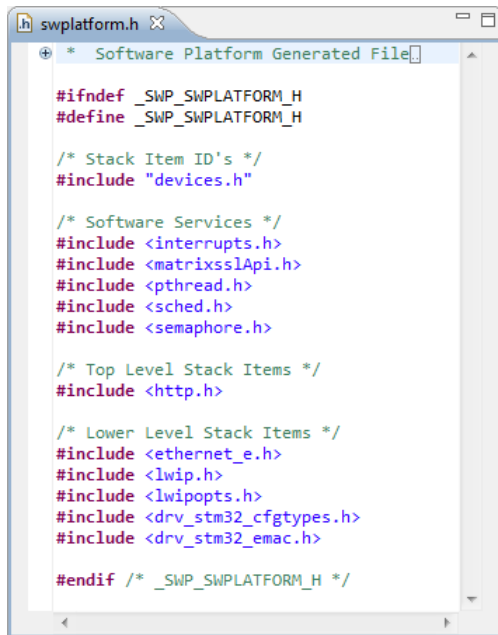 swplatform.h
* Software Platform Generated File
#ifndef _SWP_SWPLATFORM_H
#define _SWP_SWPLATFORM_H
/* Stack Item ID's */
#include "devices.h"
/* Software Services */
#include <interrupts.h>
#include <matrixsslApi.h>
#include <pthread.h>
#include <sched.h>
#include <semaphore.h>
/* Top Level Stack Items */
#include <http.h>
/* Lower Level Stack Items */
#include <ethernet_e.h>
#include <lwip.h>
#include <lwipopts.h>
#include <drv_stm32_cfgtypes.h>
#include <drv_stm32_emac.h>
#endif /* _SWP_SWPLATFORM_H */